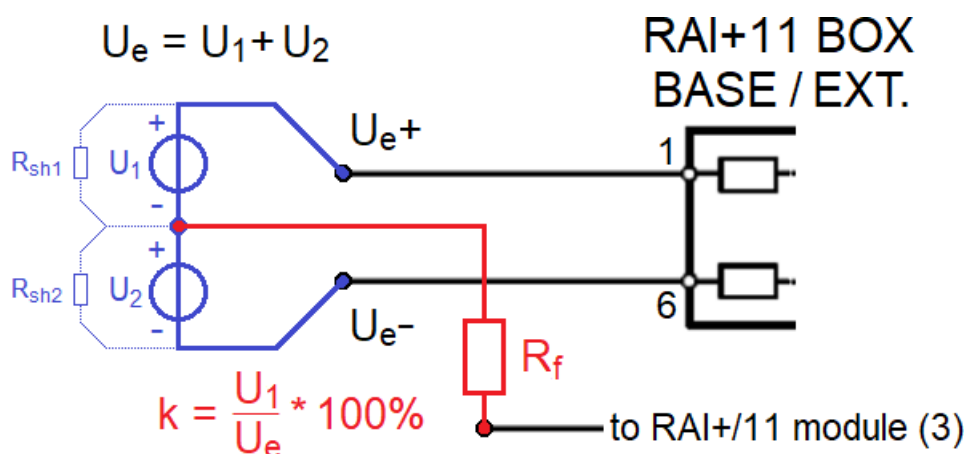 Uₑ = U₁+ U₂
RAI+11 BOX
BASE / EXT.
Uₑ+
1
+
Rsh1
U₁
-
+
Rsh2
U₂
-
6
Uₑ−
Rf
k = U₁/Uₑ * 100%
to RAI+/11 module (3)